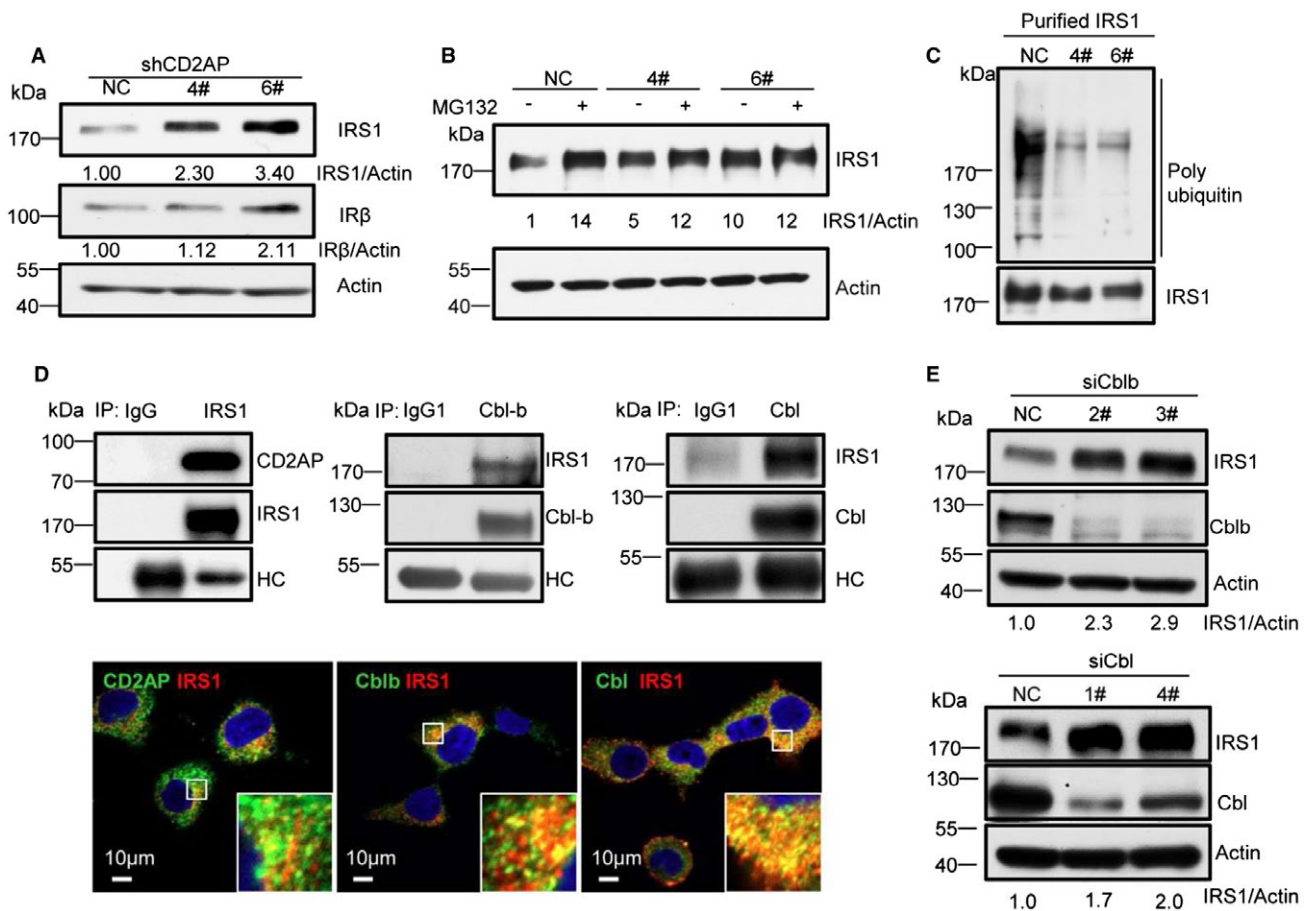 A
shCD2AP
kDa NC 4# 6#
170 IRS1
1.00 2.30 3.40 IRS1/Actin
100 IRβ
1.00 1.12 2.11 IRβ/Actin
55
40
Actin
B
NC 4# 6#
MG132 - + - + - +
kDa
170 IRS1
1 14 5 12 10 12 IRS1/Actin
55
40
Actin
C
Purified IRS1
kDa NC 4# 6#
170
130
100
Poly
ubiquitin
170 IRS1
D
kDa IP: IgG IRS1
100
70
CD2AP
170 IRS1
55 HC
kDa IP: IgG1 Cbl-b
170 IRS1
130 Cbl-b
55 HC
kDa IP: IgG1 Cbl
170 IRS1
130 Cbl
55 HC
CD2AP IRS1
10µm
Cblb IRS1
10µm
Cbl IRS1
10µm
E
siCblb
kDa NC 2# 3#
170 IRS1
130 Cblb
55
40
Actin
1.0 2.3 2.9 IRS1/Actin
siCbl
kDa NC 1# 4#
170 IRS1
130 Cbl
55
40
Actin
1.0 1.7 2.0 IRS1/Actin